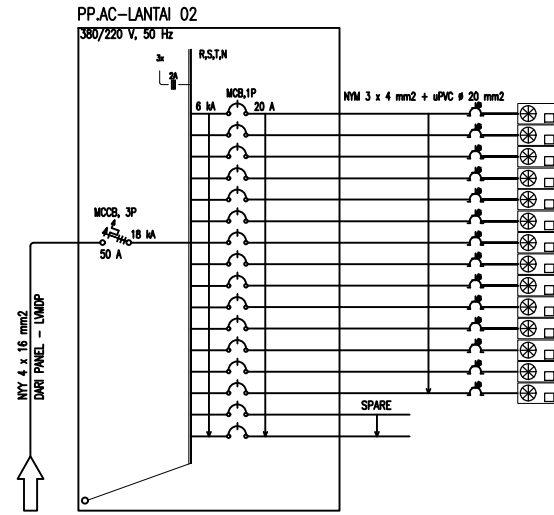 PP.AC-LANTAI 02
380/220 V, 50 Hz
3x
2A
R,S,T,N
MCB,1P
6 kA
20 A
NYM 3 x 4 mm2 + uPVC ø 20 mm2
MCCB, 3P
18 kA
50 A
NYY 4 x 16 mm2
DARI PANEL - LVMDP
SPARE